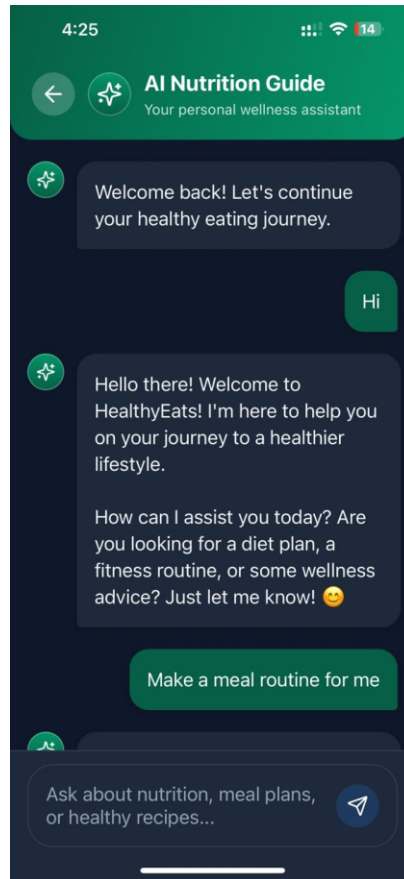 4:25
14
AI Nutrition Guide
Your personal wellness assistant
Welcome back! Let's continue
your healthy eating journey.
Hi
Hello there! Welcome to
HealthyEats! I'm here to help you
on your journey to a healthier
lifestyle.
How can I assist you today? Are
you looking for a diet plan, a
fitness routine, or some wellness
advice? Just let me know! 😊
Make a meal routine for me
Ask about nutrition, meal plans,
or healthy recipes...